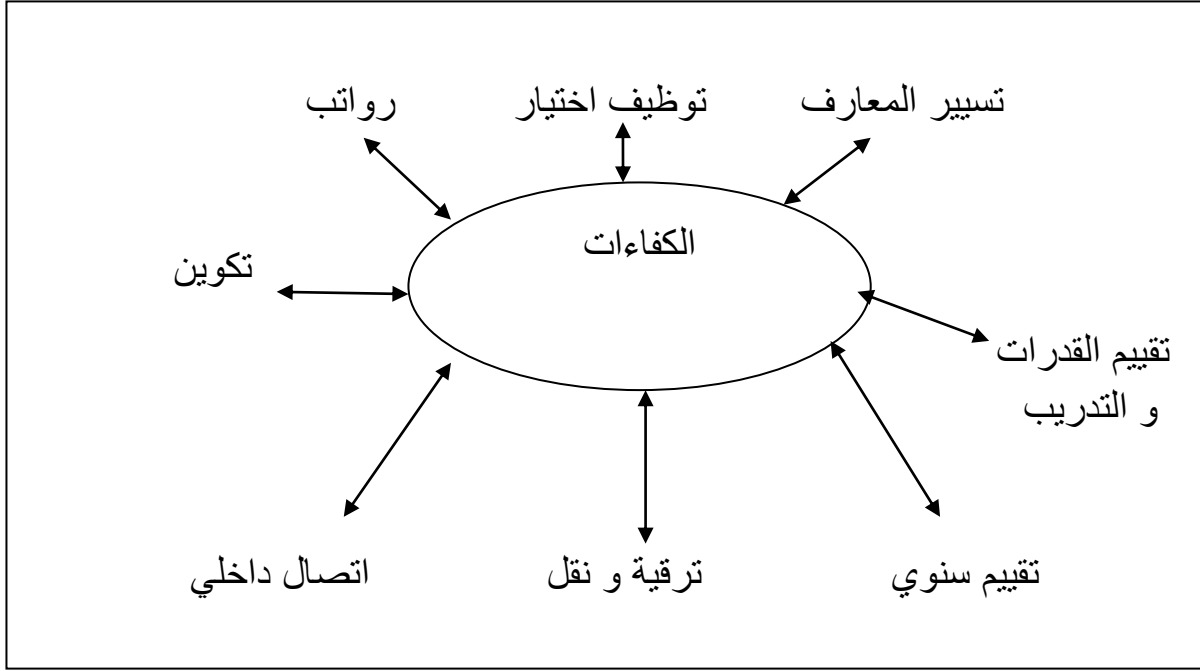 تسيير المعارف
توظيف اختيار
رواتب
الكفاءات
تكوين
تقييم القدرات
و التدريب
تقييم سنوي
ترقية و نقل
اتصال داخلي